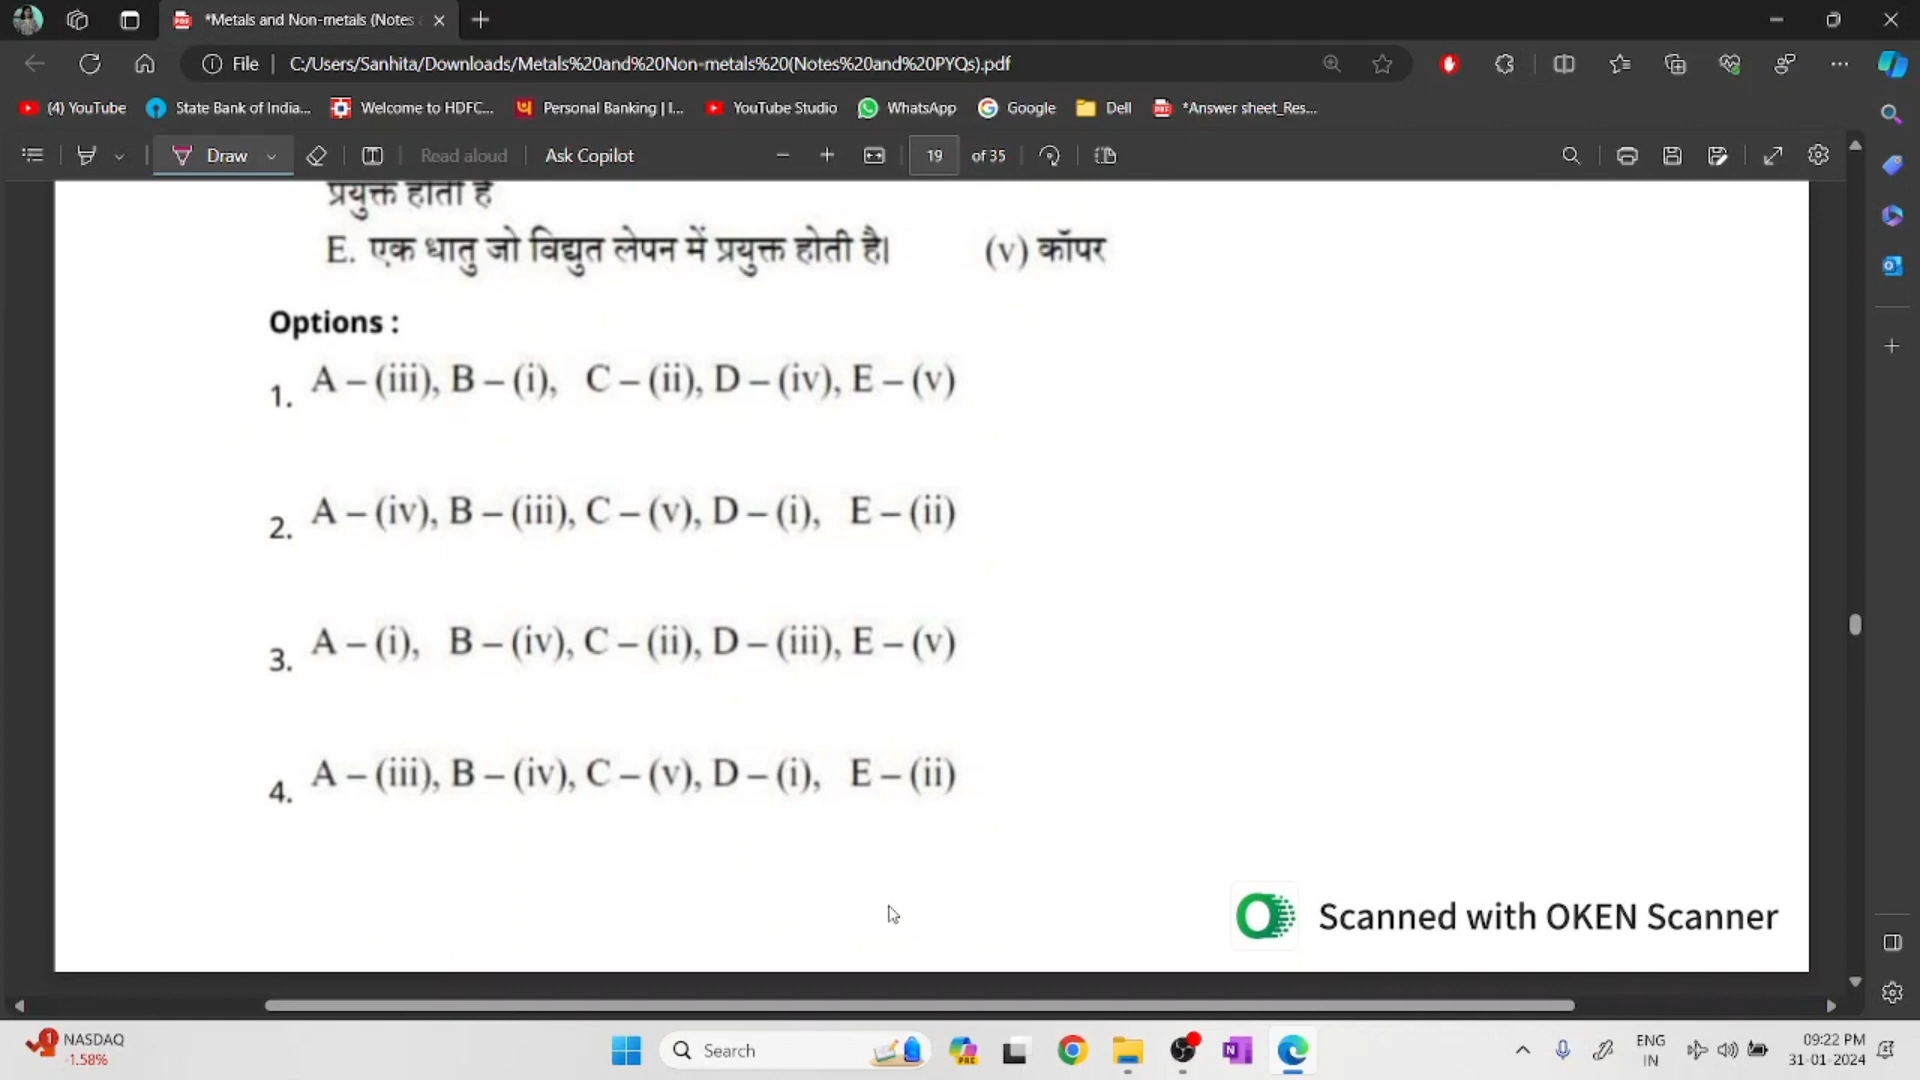 *Metals and Non-metals (Notes
File
C:/Users/Sanhita/Downloads/Metals%20and%20Non-metals%20(Notes%20and%20PYQs).pdf
(4) YouTube
State Bank of India...
Welcome to HDFC...
Personal Banking | I...
YouTube Studio
WhatsApp
Google
Dell
*Answer sheet_Res...
Draw
Read aloud
Ask Copilot
19 of 35
प्रयुक्त होती है
E. एक धातु जो विद्युत लेपन में प्रयुक्त होती है। (v) कॉपर
Options :
1. A – (iii), B – (i), C – (ii), D – (iv), E – (v)
2. A – (iv), B – (iii), C – (v), D – (i), E – (ii)
3. A – (i), B – (iv), C – (ii), D – (iii), E – (v)
4. A – (iii), B – (iv), C – (v), D – (i), E – (ii)
Scanned with OKEN Scanner
1
NASDAQ
-1.58%
Search
PRE
N
ENG
IN
09:22 PM
31-01-2024